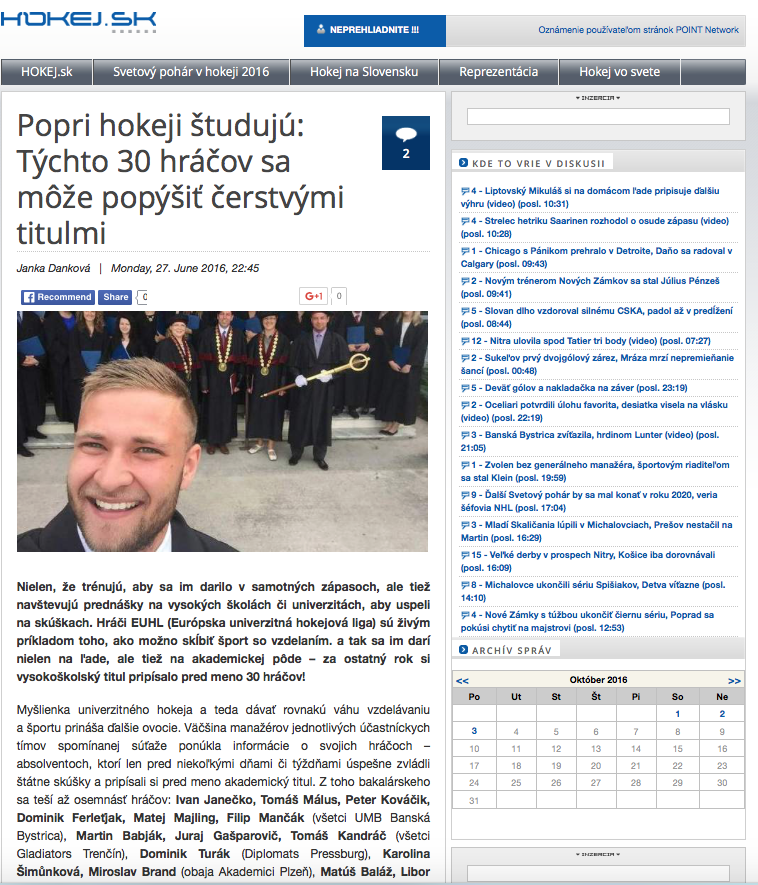 HOKEJ.SK
NEPREHLIADNITE !!!
Oznámenie používateľom stránok POINT Network
HOKEJ.sk
Svetový pohár v hokeji 2016
Hokej na Slovensku
Reprezentácia
Hokej vo svete
Popri hokeji študujú:
Týchto 30 hráčov sa
môže popýšiť čerstvými
titulmi
2
Janka Danková | Monday, 27. June 2016, 22:45
Recommend
Share
0
G+1
0
Nielen, že trénujú, aby sa im darilo v samotných zápasoch, ale tiež
navštevujú prednášky na vysokých školách či univerzitách, aby uspeli
na skúškach. Hráči EUHL (Európska univerzitná hokejová liga) sú živým
príkladom toho, ako možno skĺbiť šport so vzdelaním. a tak sa im darí
nielen na ľade, ale tiež na akademickej pôde – za ostatný rok si
vysokoškolský titul pripísalo pred meno 30 hráčov!
Myšlienka univerzitného hokeja a teda dávať rovnakú váhu vzdelávaniu
a športu prináša ďalšie ovocie. Väčšina manažérov jednotlivých účastníckych
tímov spomínanej súťaže ponúkla informácie o svojich hráčoch –
absolventoch, ktorí len pred niekoľkými dňami či týždňami úspešne zvládli
štátne skúšky a pripísali si pred meno akademický titul. Z toho bakalárskeho
sa teší až osemnásť hráčov: Ivan Janečko, Tomáš Málus, Peter Kováčik,
Dominik Ferleťjak, Matej Majling, Filip Mančák (všetci UMB Banská
Bystrica), Martin Babják, Juraj Gašparovič, Tomáš Kandráč (všetci
Gladiators Trenčín), Dominik Turák (Diplomats Pressburg), Karolina
Šimůnková, Miroslav Brand (obaja Akademici Plzeň), Matúš Baláž, Libor
INZERCIA
KDE TO VRIE V DISKUSII
4 - Liptovský Mikuláš si na domácom ľade pripisuje ďalšiu
výhru (video) (posl. 10:31)
4 - Strelec hetriku Saarinen rozhodol o osude zápasu (video)
(posl. 10:28)
1 - Chicago s Pánikom prehralo v Detroite, Daňo sa radoval v
Calgary (posl. 09:43)
2 - Novým trénerom Nových Zámkov sa stal Július Pénzeš
(posl. 09:41)
5 - Slovan dlho vzdoroval silnému CSKA, padol až v predĺžení
(posl. 08:44)
12 - Nitra ulovila spod Tatier tri body (video) (posl. 07:27)
2 - Sukeľov prvý dvojgólový zárez, Mráza mrzí nepremieňanie
šancí (posl. 00:48)
5 - Deväť gólov a nakladačka na záver (posl. 23:19)
2 - Oceliari potvrdili úlohu favorita, desiatka visela na vlásku
(video) (posl. 22:19)
3 - Banská Bystrica zvíťazila, hrdinom Lunter (video) (posl.
21:05)
1 - Zvolen bez generálneho manažéra, športovým riaditeľom
sa stal Klein (posl. 19:59)
9 - Ďalší Svetový pohár by sa mal konať v roku 2020, veria
šéfovia NHL (posl. 17:04)
3 - Mladí Skaličania lúpili v Michalovciach, Prešov nestačil na
Martin (posl. 16:29)
15 - Veľké derby v prospech Nitry, Košice iba dorovnávali
(posl. 16:09)
8 - Michalovce ukončili sériu Spišiakov, Detva víťazne (posl.
14:10)
4 - Nové Zámky s túžbou ukončiť čiernu sériu, Poprad sa
pokúsi chytiť na majstrovi (posl. 12:53)
ARCHÍV SPRÁV
<< Október 2016 >>
Po Ut St Št Pi So Ne
1 2
3 4 5 6 7 8 9
10 11 12 13 14 15 16
17 18 19 20 21 22 23
24 25 26 27 28 29 30
31
INZERCIA